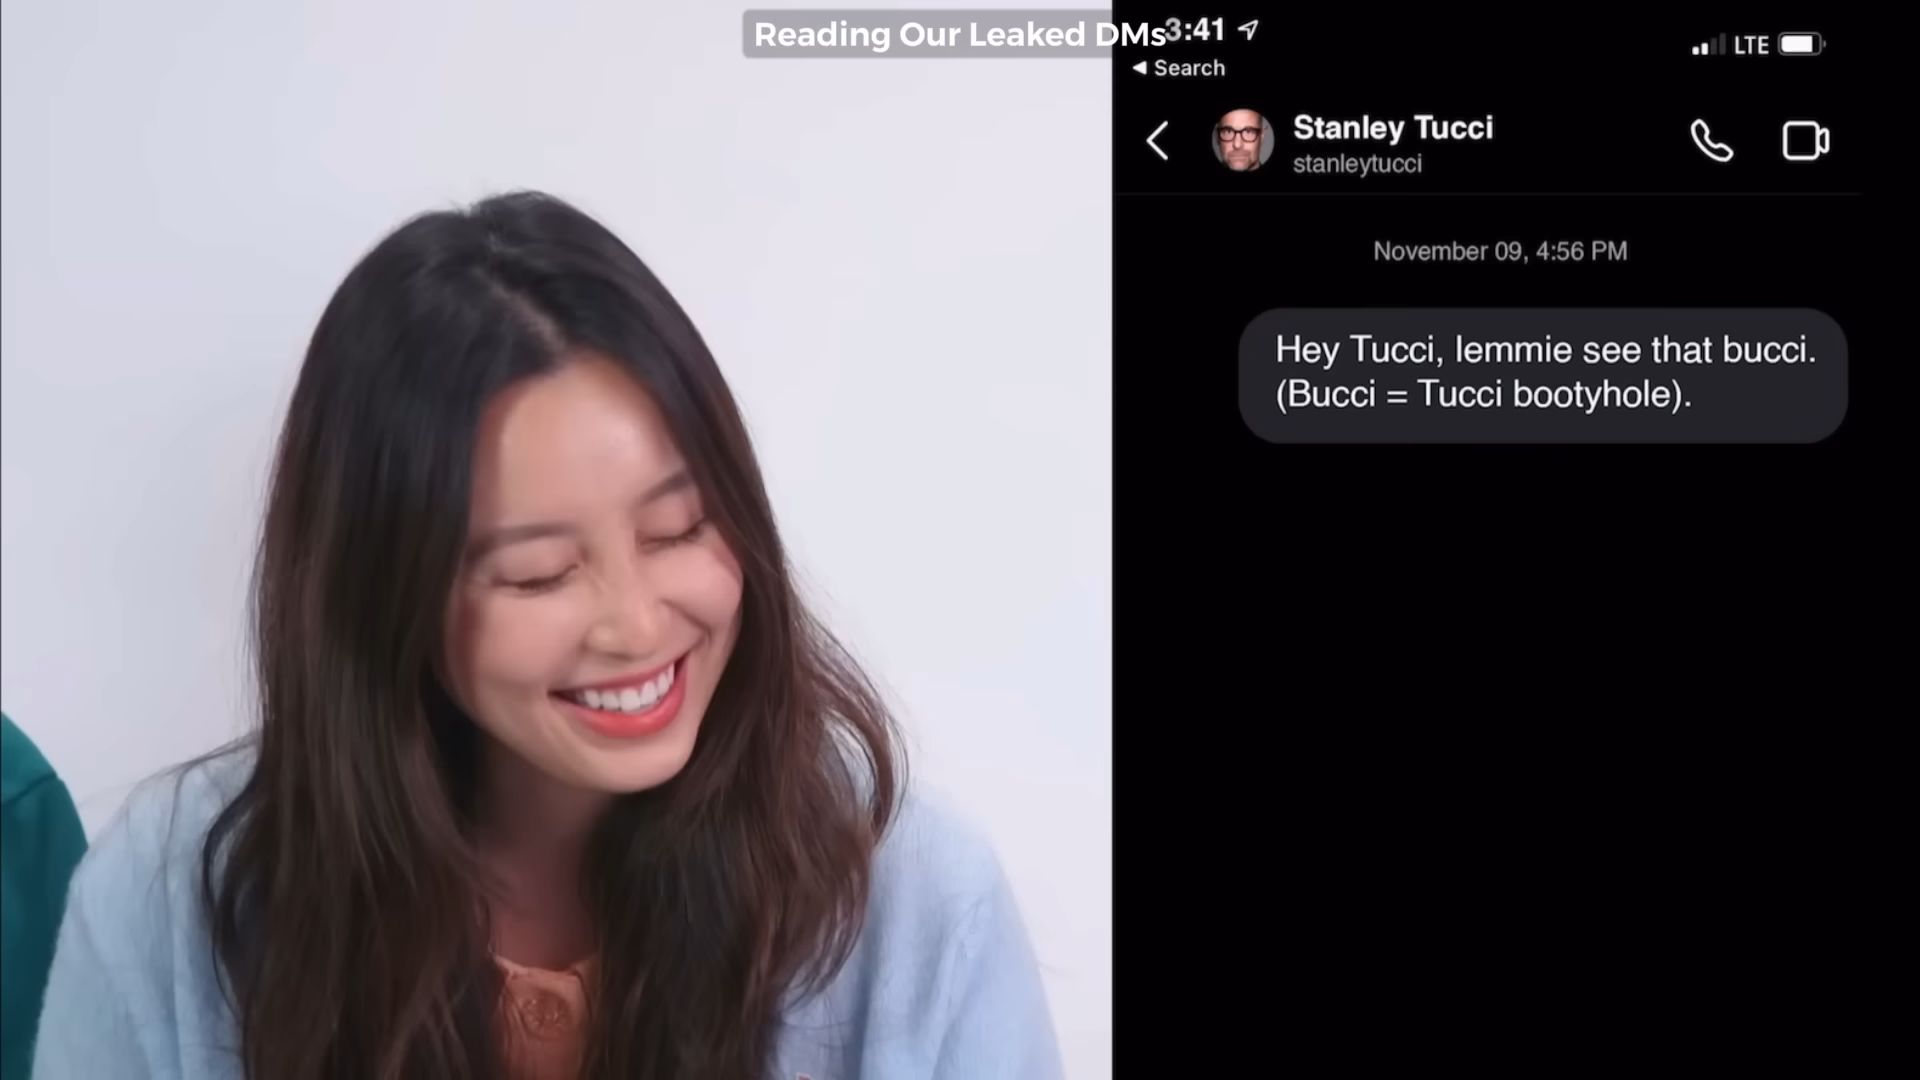 Reading Our Leaked DMs
3:41
LTE
◀ Search
Stanley Tucci
stanleytucci
November 09, 4:56 PM
Hey Tucci, lemmie see that bucci.
(Bucci = Tucci bootyhole).